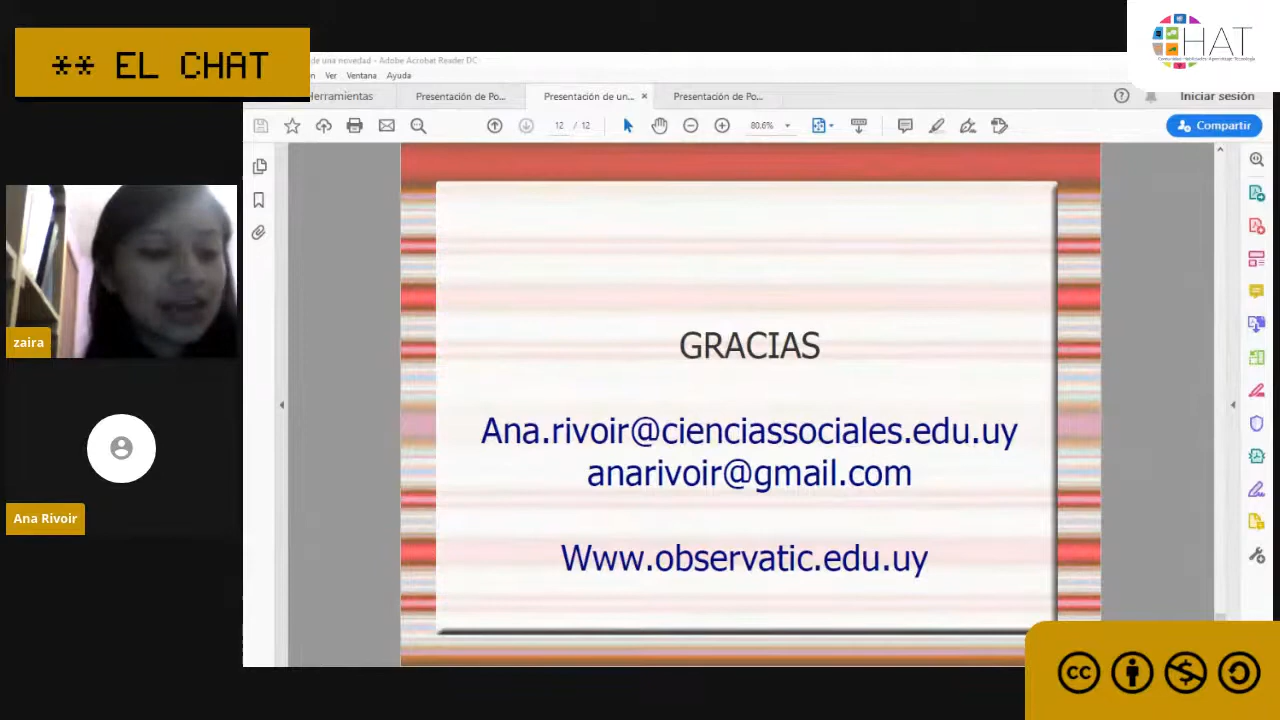 ** EL CHAT
CHAT
de una novedad - Adobe Acrobat Reader DC
Ver Ventana Ayuda
Herramientas
Presentación de Po...
Presentación de un...
Presentación de Po...
Iniciar sesión
12 / 12
80.6%
Compartir
GRACIAS
Ana.rivoir@cienciassociales.edu.uy
anarivoir@gmail.com
Www.observatic.edu.uy
zaira
Ana Rivoir
cc